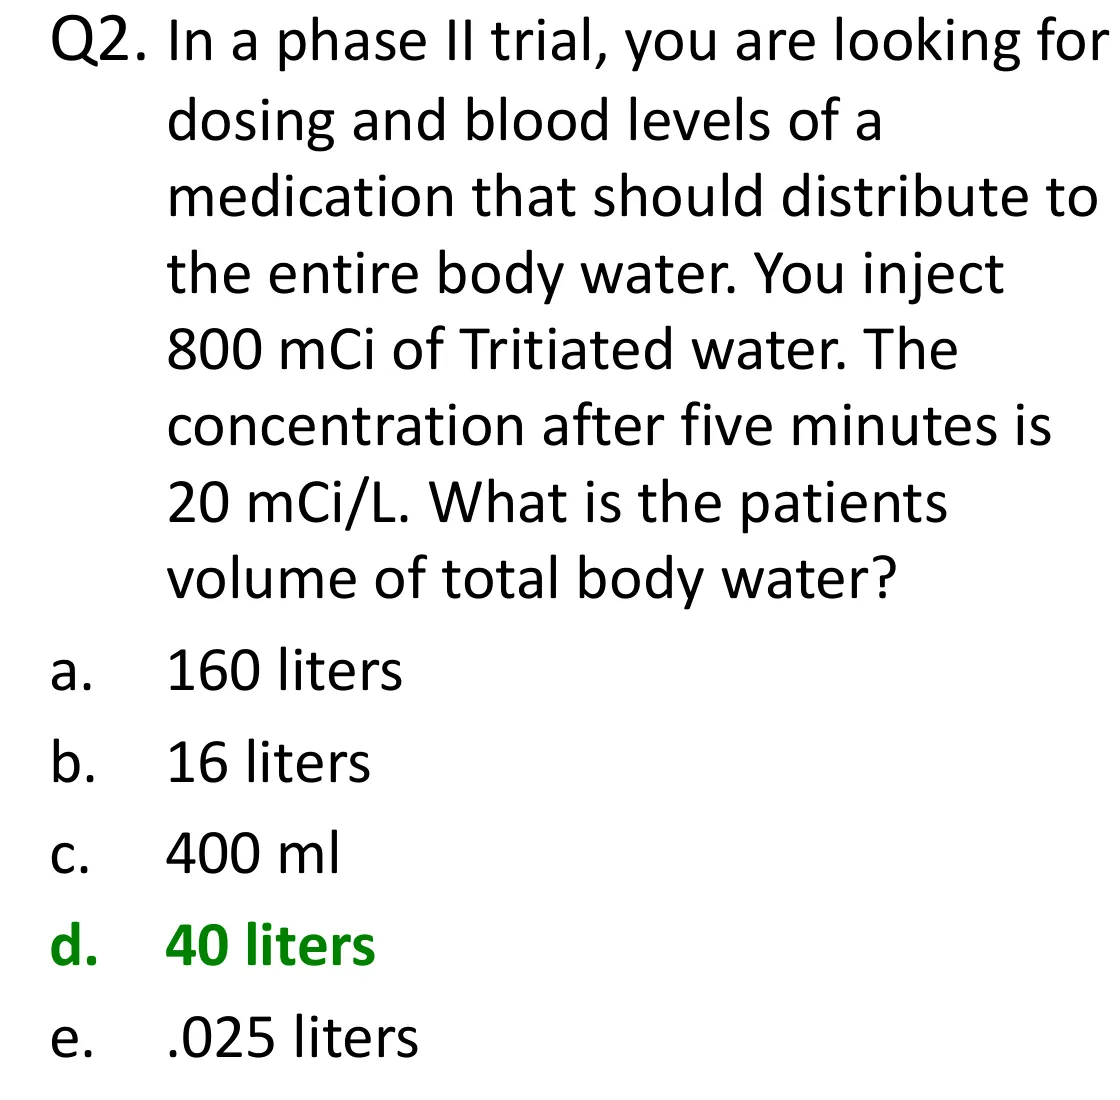 Q2. In a phase II trial, you are looking for
dosing and blood levels of a
medication that should distribute to
the entire body water. You inject
800 mCi of Tritiated water. The
concentration after five minutes is
20 mCi/L. What is the patients
volume of total body water?
a. 160 liters
b. 16 liters
c. 400 ml
d. 40 liters
e. .025 liters